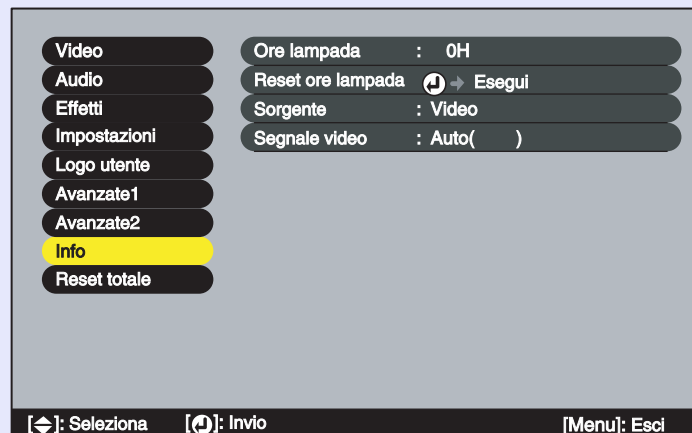 Video
Audio
Effetti
Impostazioni
Logo utente
Avanzate1
Avanzate2
Info
Reset totale
Ore lampada : 0H
Reset ore lampada Esegui
Sorgente : Video
Segnale video : Auto( )
[ ]: Seleziona [ ]: Invio [Menu]: Esci